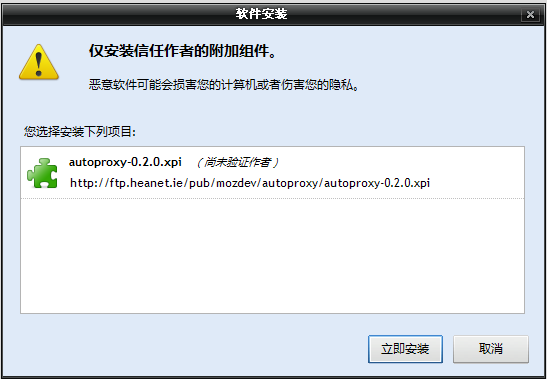 软件安装
仅安装信任作者的附加组件。
恶意软件可能会损害您的计算机或者伤害您的隐私。
您选择安装下列项目:
autoproxy-0.2.0.xpi （尚未验证作者）
http://ftp.heanet.ie/pub/mozdev/autoproxy/autoproxy-0.2.0.xpi
立即安装 取消